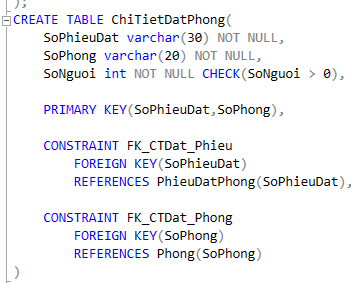 );
CREATE TABLE ChiTietDatPhong(
SoPhieuDat varchar(30) NOT NULL,
SoPhong varchar(20) NOT NULL,
SoNguoi int NOT NULL CHECK(SoNguoi > 0),
PRIMARY KEY(SoPhieuDat,SoPhong),
CONSTRAINT FK_CTDat_Phieu
FOREIGN KEY(SoPhieuDat)
REFERENCES PhieuDatPhong(SoPhieuDat),
CONSTRAINT FK_CTDat_Phong
FOREIGN KEY(SoPhong)
REFERENCES Phong(SoPhong)
)